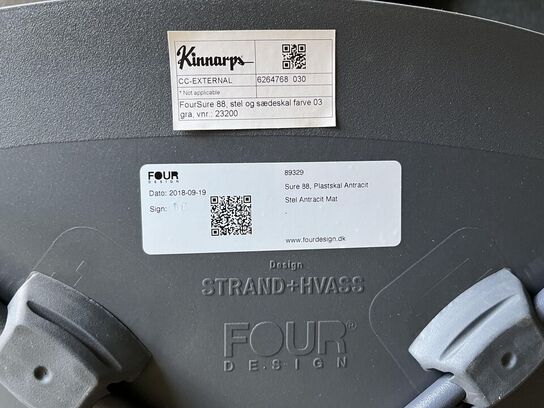 Kinnarps
CC-EXTERNAL 6264768 030
* Not applicable
FourSure 88, stel og sædeskal farve 03
gra, vnr.: 23200
FOUR
DESIGN
89329
Dato: 2018-09-19
Sure 88, Plastskal Antracit
Sign:
Stel Antracit Mat
-
www.fourdesign.dk
Design
STRAND+HVASS
FOUR®
DESIGN